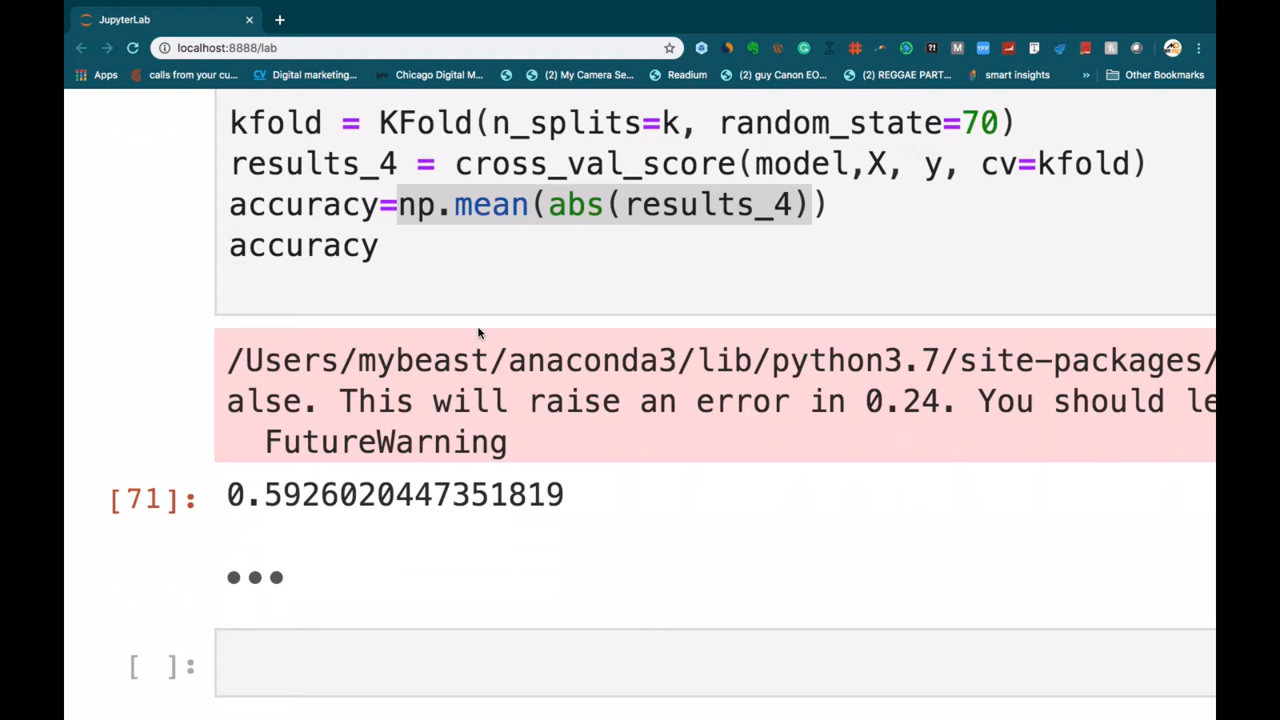 JupyterLab
localhost:8888/lab
Apps
calls from your cu...
CV Digital marketing...
Chicago Digital M...
(2) My Camera Se...
Readium
(2) guy Canon EO...
(2) REGGAE PART...
smart insights
»
Other Bookmarks
kfold = KFold(n_splits=k, random_state=70)
results_4 = cross_val_score(model,X, y, cv=kfold)
accuracy=np.mean(abs(results_4))
accuracy
/Users/mybeast/anaconda3/lib/python3.7/site-packages/
alse. This will raise an error in 0.24. You should le
FutureWarning
[71]: 0.5926020447351819
[ ]: